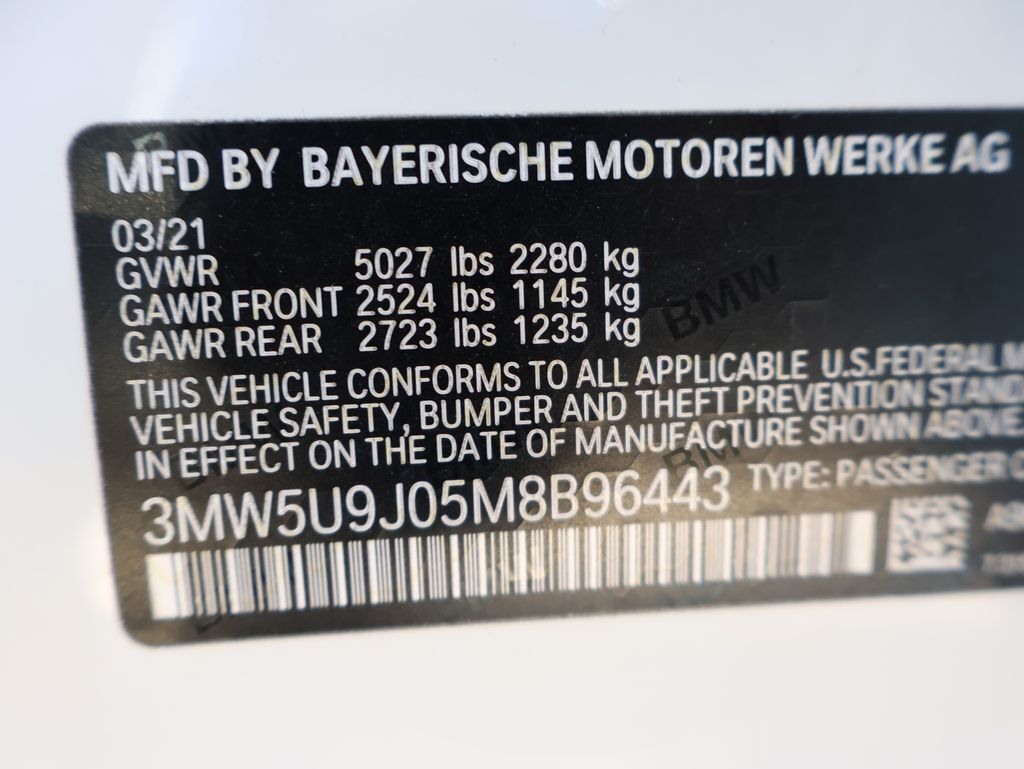 MFD BY BAYERISCHE MOTOREN WERKE AG
03/21
GVWR 5027 lbs 2280 kg
GAWR FRONT 2524 lbs 1145 kg
GAWR REAR 2723 lbs 1235 kg
BMW
THIS VEHICLE CONFORMS TO ALL APPLICABLE U.S.FEDERAL M
VEHICLE SAFETY, BUMPER AND THEFT PREVENTION STAND
IN EFFECT ON THE DATE OF MANUFACTURE SHOWN ABOVE.
BMW
3MW5U9J05M8B96443 TYPE: PASSENGER C